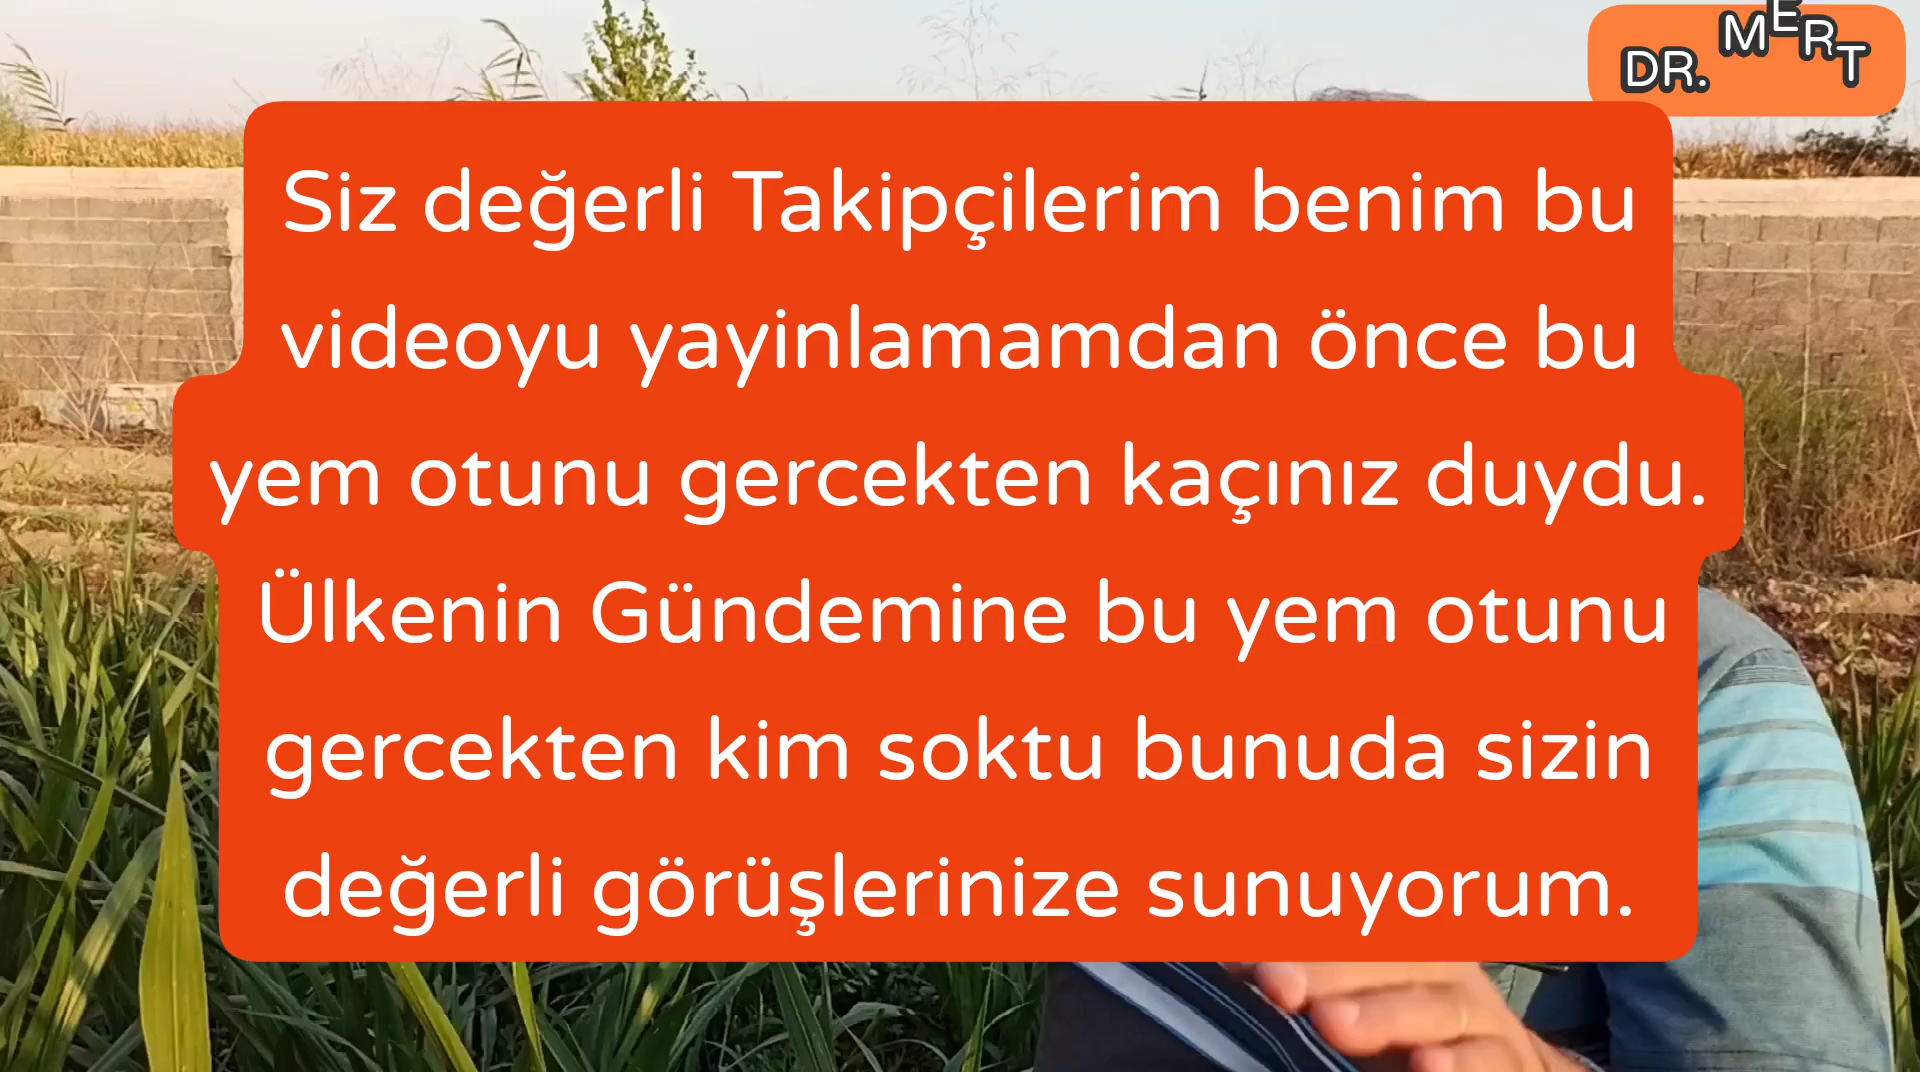 DR. MERT
Siz değerli Takipçilerim benim bu
videoyu yayinlamamdan önce bu
yem otunu gercekten kaçınız duydu.
Ülkenin Gündemine bu yem otunu
gercekten kim soktu bunuda sizin
değerli görüşlerinize sunuyorum.